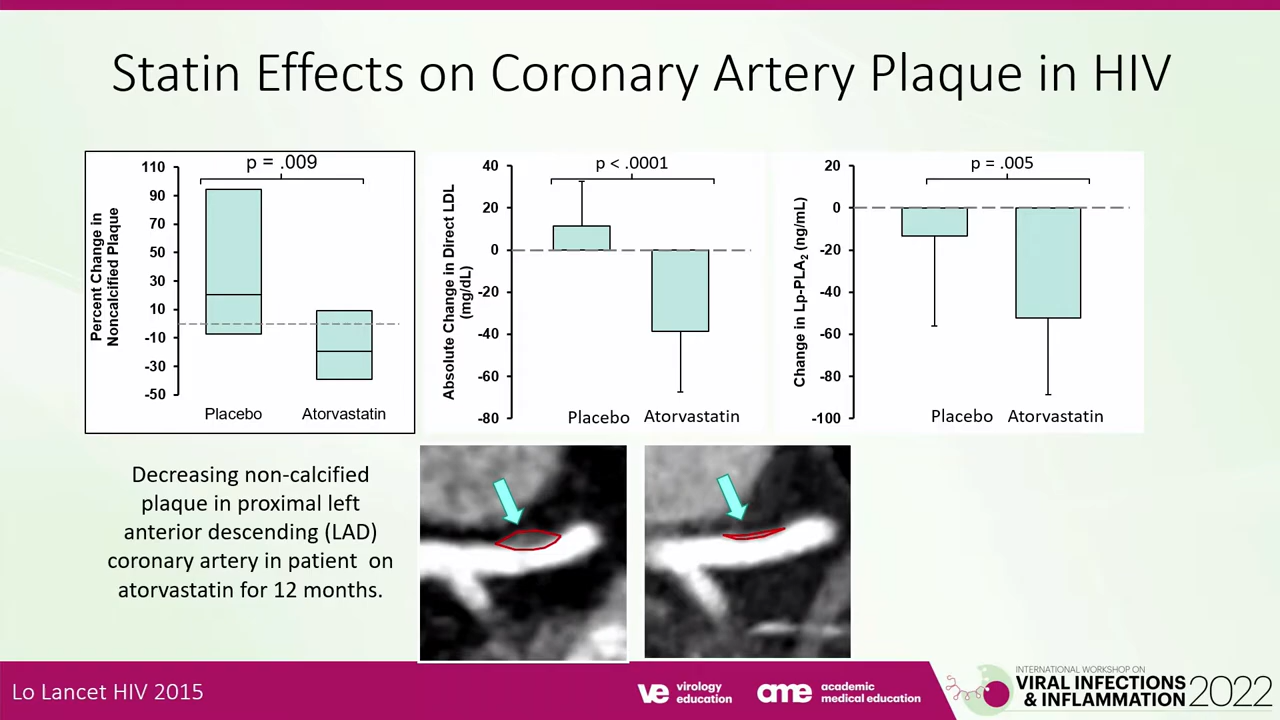 Statin Effects on Coronary Artery Plaque in HIV
p = .009
110
90
70
50
30
10
-10
-30
-50
Percent Change in
Noncalcified Plaque
Placebo
Atorvastatin
p < .0001
40
20
0
-20
-40
-60
-80
Absolute Change in Direct LDL
(mg/dL)
Placebo
Atorvastatin
p = .005
20
0
-20
-40
-60
-80
-100
Change in Lp-PLA₂ (ng/mL)
Placebo
Atorvastatin
Decreasing non-calcified
plaque in proximal left
anterior descending (LAD)
coronary artery in patient on
atorvastatin for 12 months.
Lo Lancet HIV 2015
ve virology
education
ame academic
medical education
INTERNATIONAL WORKSHOP ON
VIRAL INFECTIONS
& INFLAMMATION 2022